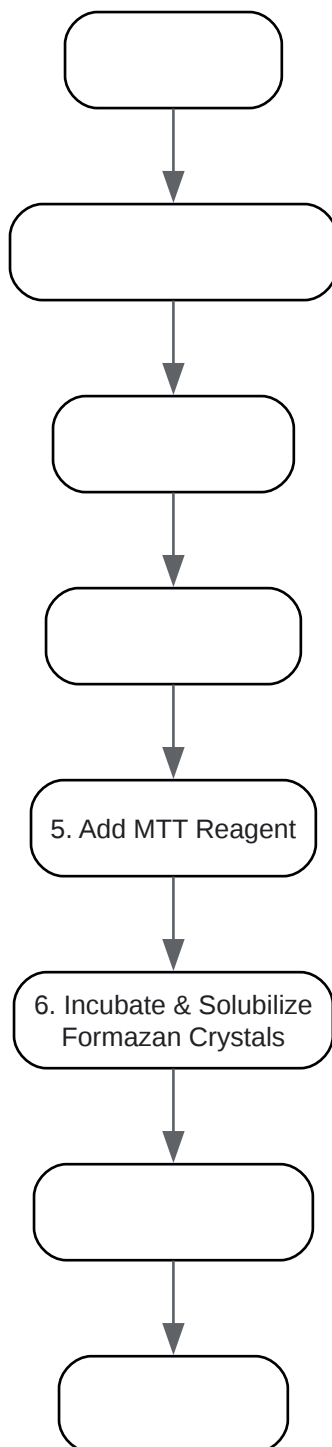 5. Add MTT Reagent
6. Incubate & Solubilize
Formazan Crystals